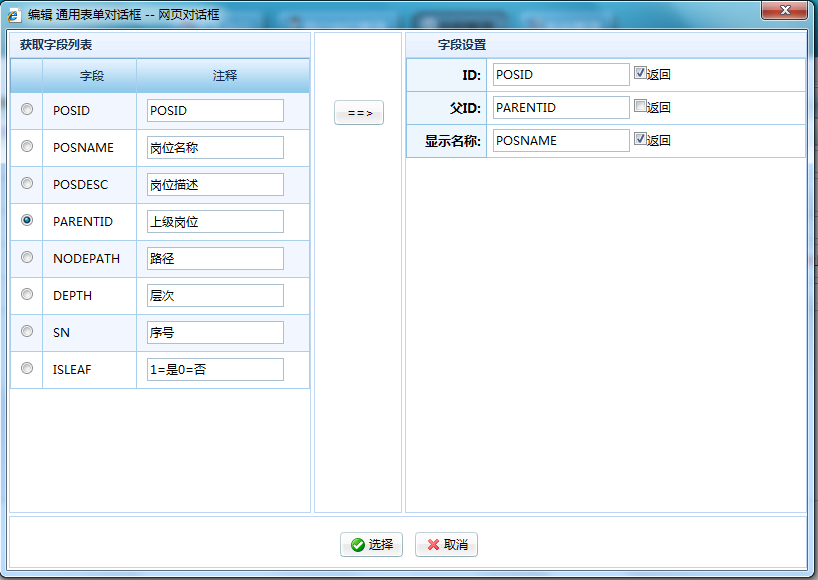 编辑 通用表单对话框 -- 网页对话框
获取字段列表
字段 注释
POSID POSID
POSNAME 岗位名称
POSDESC 岗位描述
PARENTID 上级岗位
NODEPATH 路径
DEPTH 层次
SN 序号
ISLEAF 1=是0=否
==>
字段设置
ID: POSID 返回
父ID: PARENTID 返回
显示名称: POSNAME 返回
选择 取消